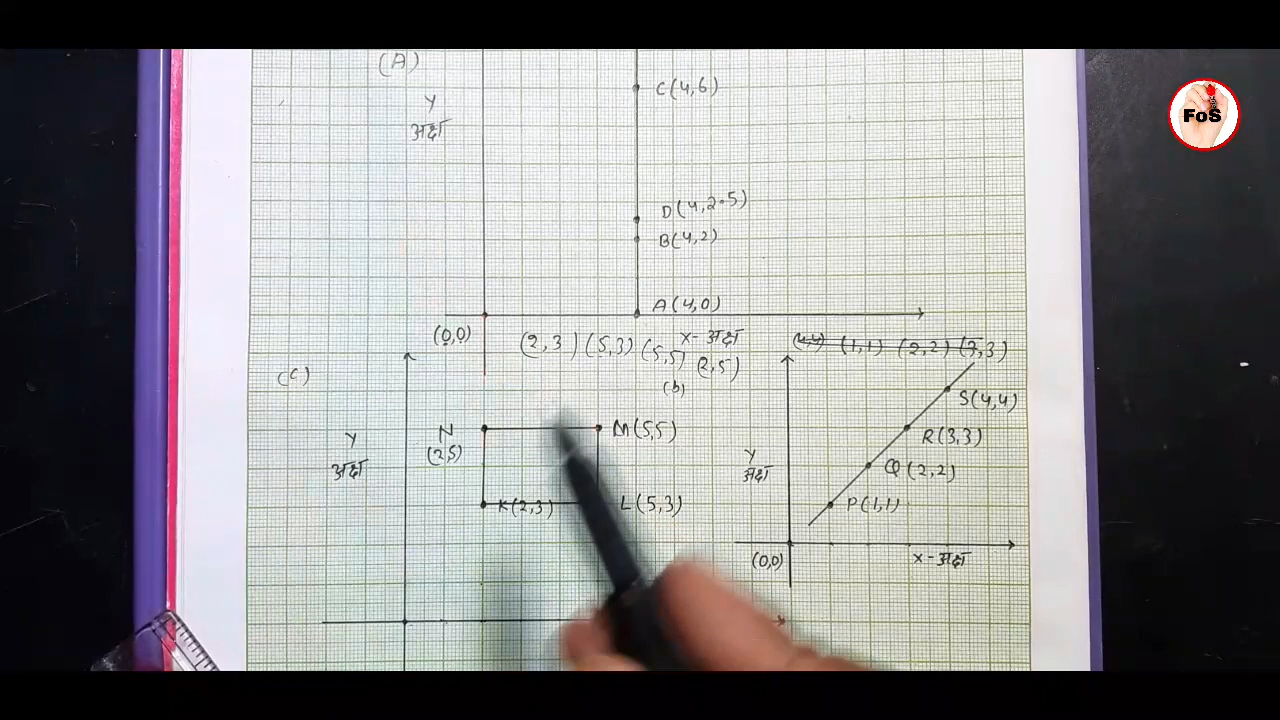 (A)
C(4,6)
Y
अक्ष
FoS
D(4,2.5)
B(4,2)
A(4,0)
(0,0)
x-अक्ष
(2,3) (5,3) (5,5) (2,5)
(1,1) (2,2) (3,3)
(C)
(b)
S(4,4)
N
(2,5)
M(5,5)
R(3,3)
Y
अक्ष
Y
अक्ष
Q(2,2)
K(2,3)
L(5,3)
P(1,1)
(0,0)
x-अक्ष